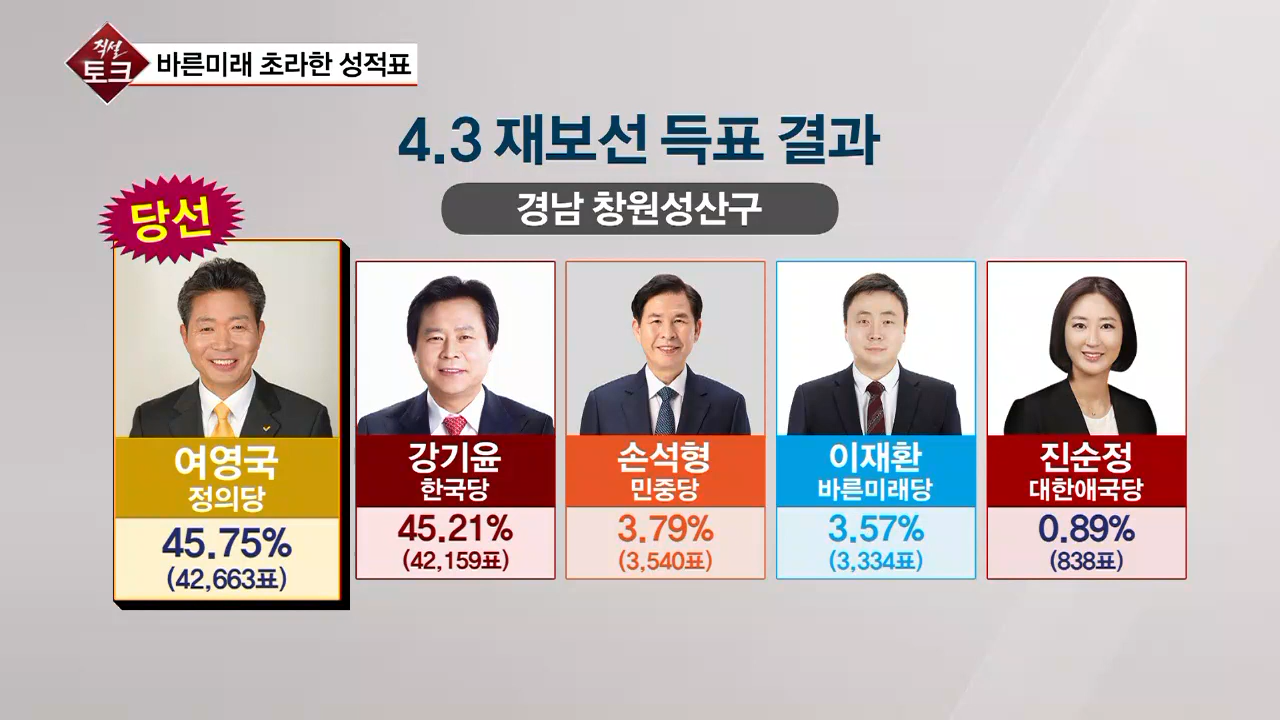 직설
토크
바른미래 초라한 성적표
4.3 재보선 득표 결과
경남 창원성산구
당선
여영국
정의당
45.75%
(42,663표)
강기윤
한국당
45.21%
(42,159표)
손석형
민중당
3.79%
(3,540표)
이재환
바른미래당
3.57%
(3,334표)
진순정
대한애국당
0.89%
(838표)